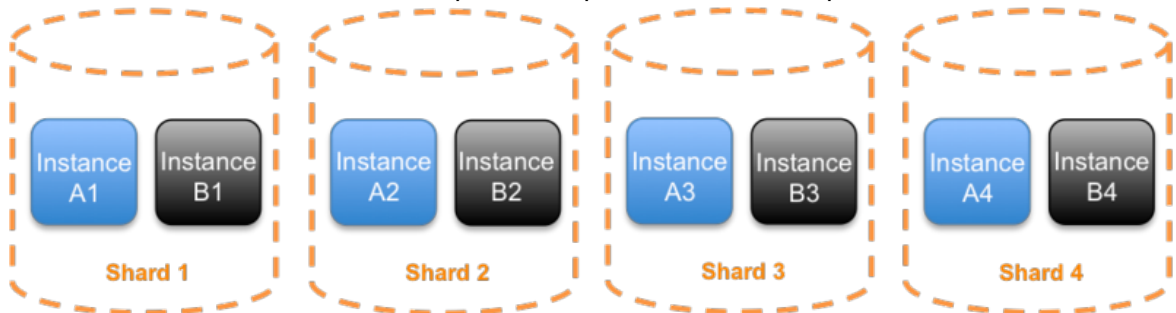 Instance
A1
Instance
B1
Shard 1
Instance
A2
Instance
B2
Shard 2
Instance
A3
Instance
B3
Shard 3
Instance
A4
Instance
B4
Shard 4